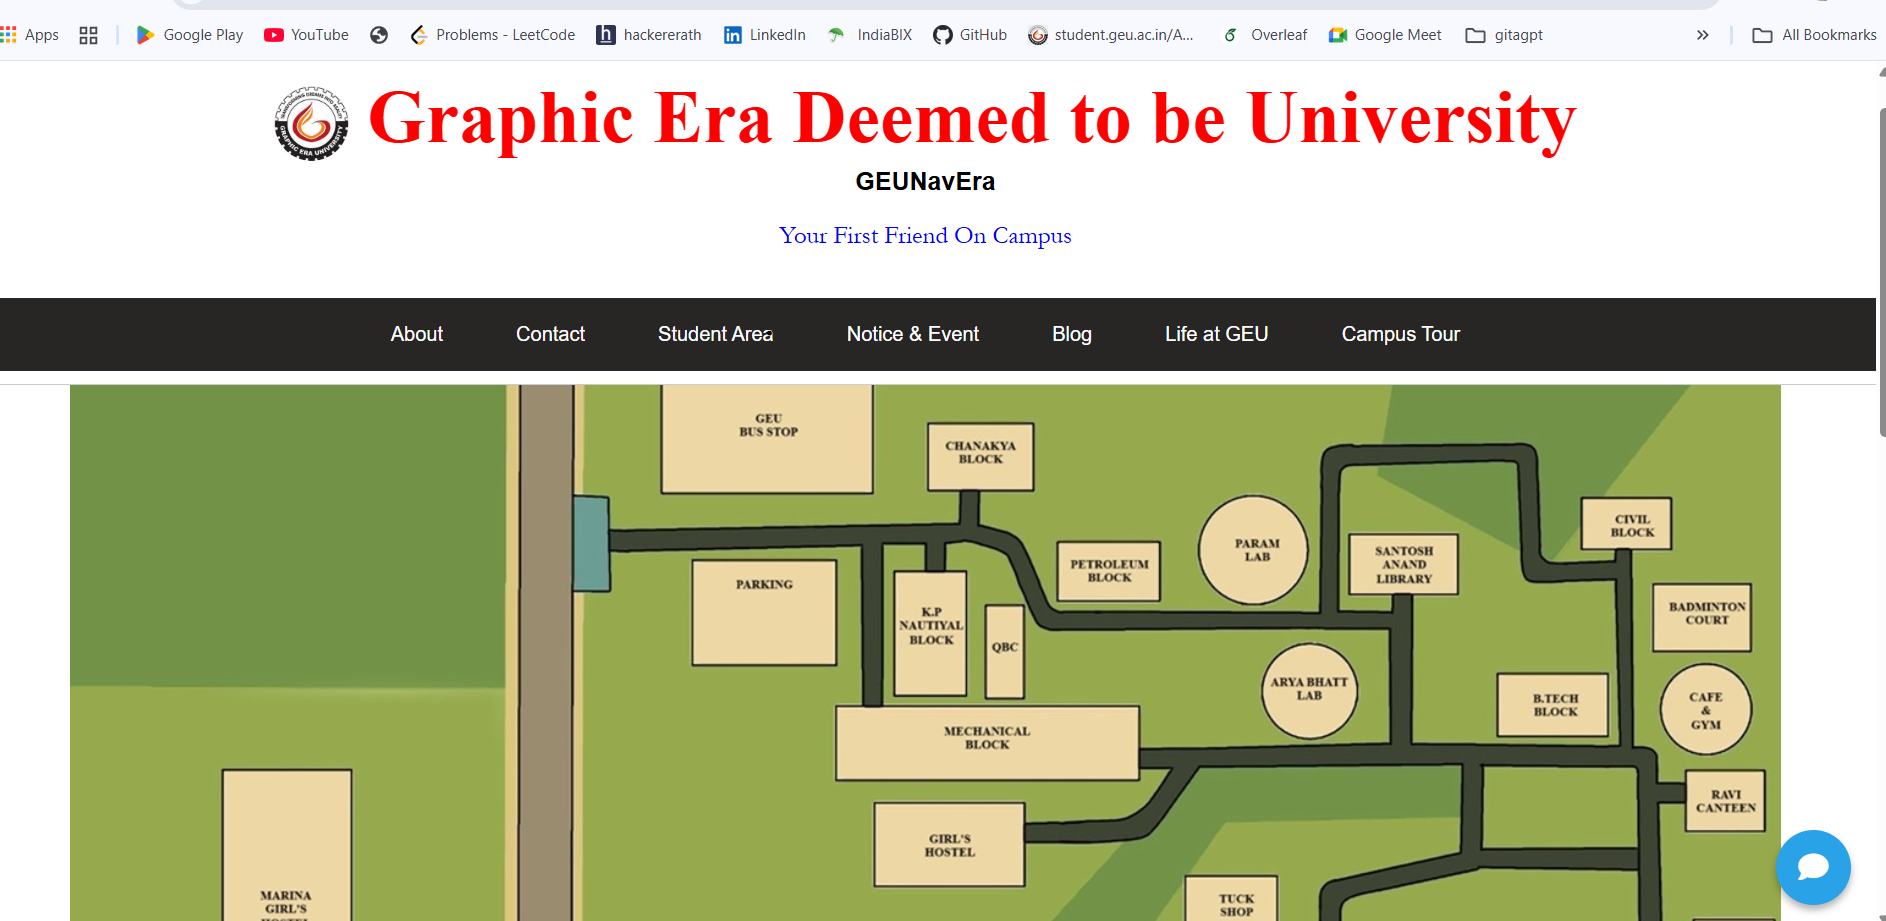 Apps
Google Play
YouTube
Problems - LeetCode
hackererath
LinkedIn
IndiaBIX
GitHub
student.geu.ac.in/A...
Overleaf
Google Meet
gitagpt
All Bookmarks
GRAPHIC ERA UNIVERSITY
Graphic Era Deemed to be University
GEUNavEra
Your First Friend On Campus
About
Contact
Student Area
Notice & Event
Blog
Life at GEU
Campus Tour
GEU
BUS STOP
CHANAKYA
BLOCK
PARAM
LAB
CIVIL
BLOCK
SANTOSH
ANAND
LIBRARY
PETROLEUM
BLOCK
PARKING
K.P
NAUTIYAL
BLOCK
QBC
BADMINTON
COURT
ARYA BHATT
LAB
B.TECH
BLOCK
CAFE
&
GYM
MECHANICAL
BLOCK
RAVI
CANTEEN
GIRL'S
HOSTEL
MARINA
GIRL'S
TUCK
SHOP